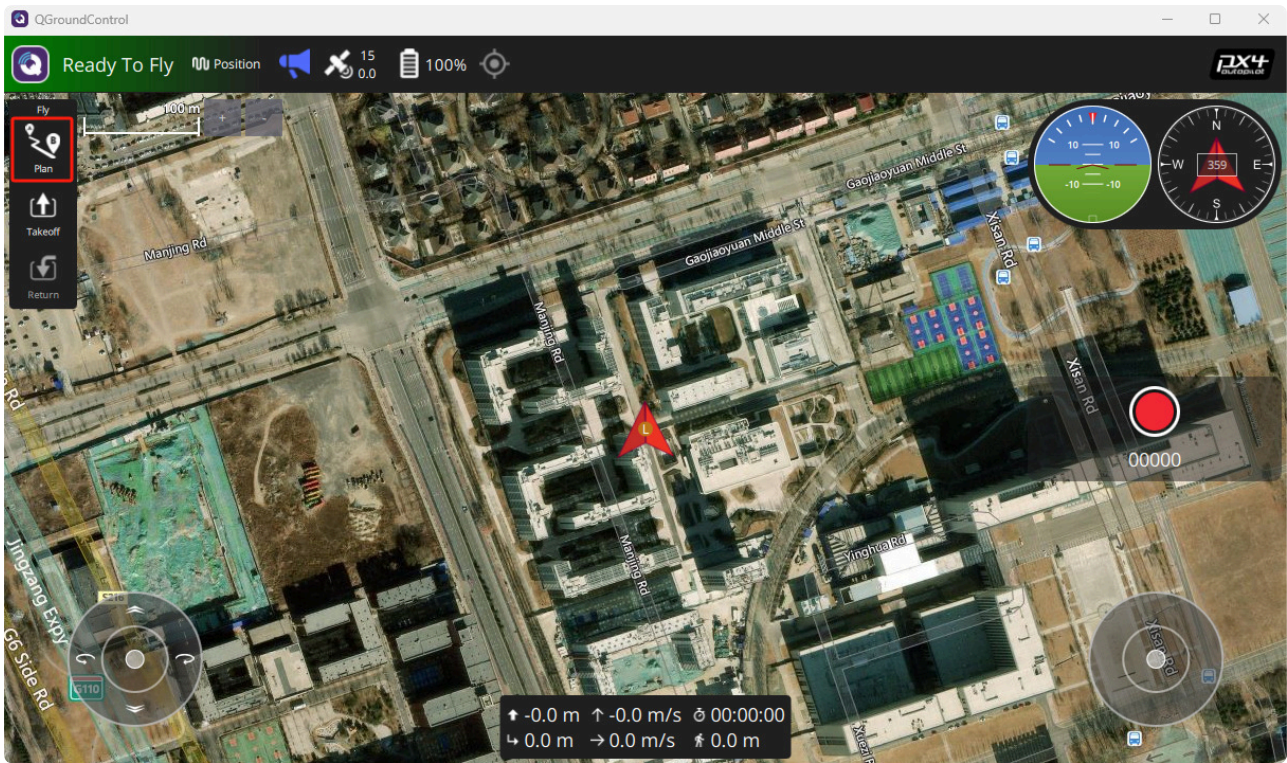 QGroundControl
Ready To Fly
Position
15
0.0
100%
PX4
autopilot
Fly
Plan
Takeoff
Return
100 m
+
Manjing Rd
Gaojiaoyuan Middle St
Gaojiaoyuan Middle St
Xisan Rd
Manjing Rd
Xisan Rd
L
10 10
-10 -10
N
W 359 E
S
00000
Manjing Rd
Yinghua Rd
Jingzang Expy
G6 Side Rd
G110
Xisan Rd
-0.0 m -0.0 m/s 00:00:00
0.0 m 0.0 m/s 0.0 m